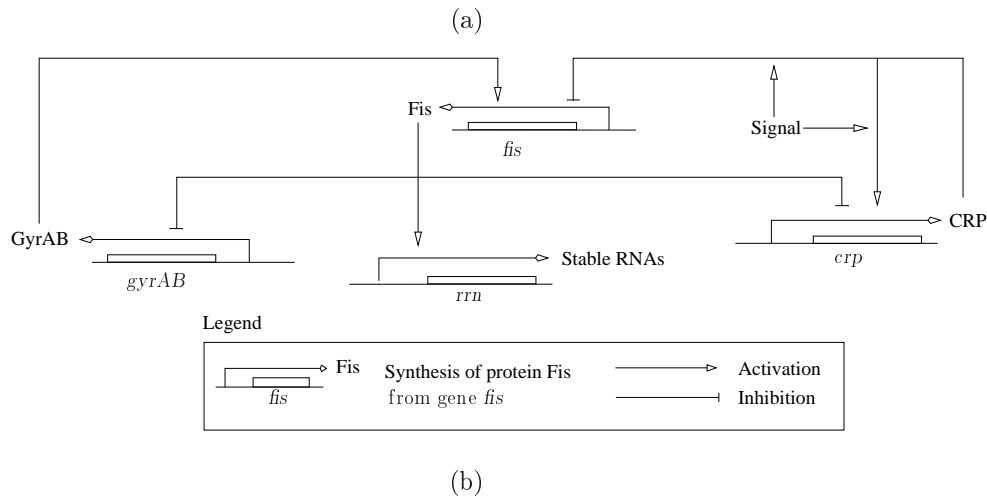 (a)
Fis
Signal
fis
GyrAB
CRP
Stable RNAs
gyrAB
rrn
crp
Legend
Fis
Synthesis of protein Fis
Activation
fis
from gene fis
Inhibition
(b)